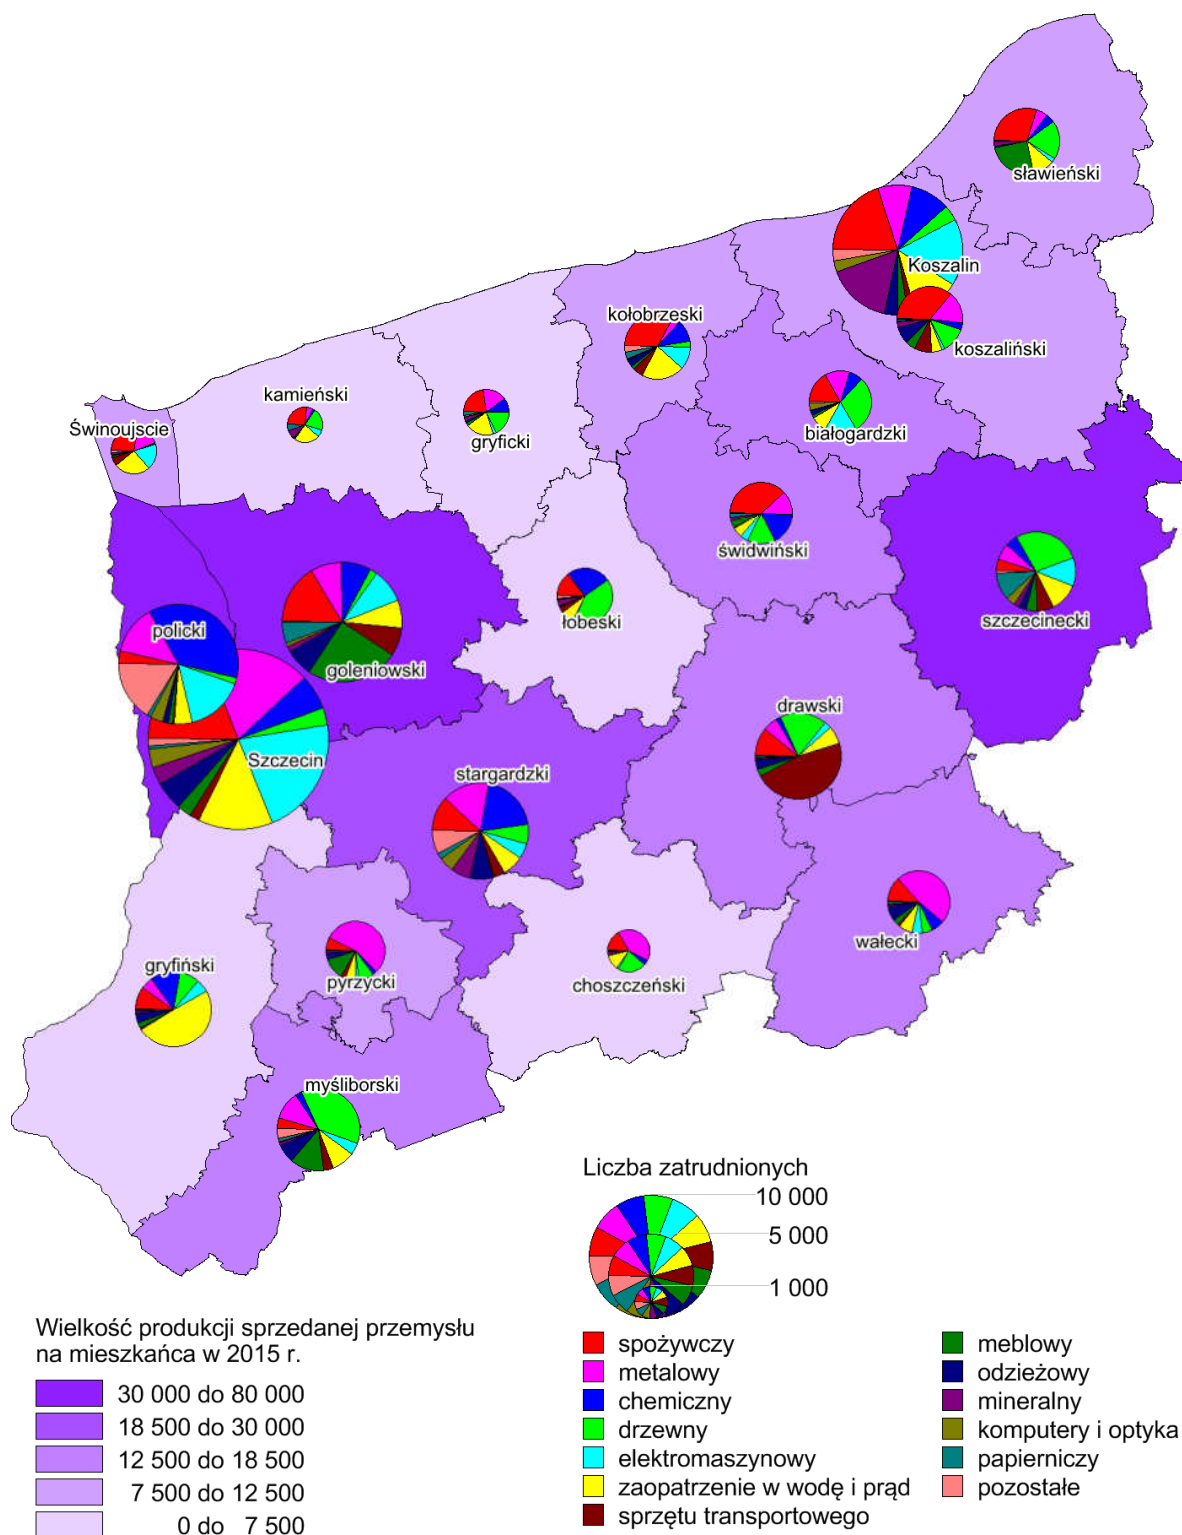 sławieński
Koszalin
kołobrzeski
koszaliński
kamieński
Świnoujscie
gryficki
białogardzki
świdwiński
szczecinecki
łobeski
policki
goleniowski
drawski
Szczecin
stargardzki
wałecki
gryfiński
pyrzycki
choszczeński
myśliborski
Liczba zatrudnionych
10 000
5 000
1 000
Wielkość produkcji sprzedanej przemysłu
na mieszkańca w 2015 r.
30 000 do 80 000
18 500 do 30 000
12 500 do 18 500
7 500 do 12 500
0 do 7 500
spożywczy
metalowy
chemiczny
drzewny
elektromaszynowy
zaopatrzenie w wodę i prąd
sprzętu transportowego
meblowy
odzieżowy
mineralny
komputery i optyka
papierniczy
pozostałe